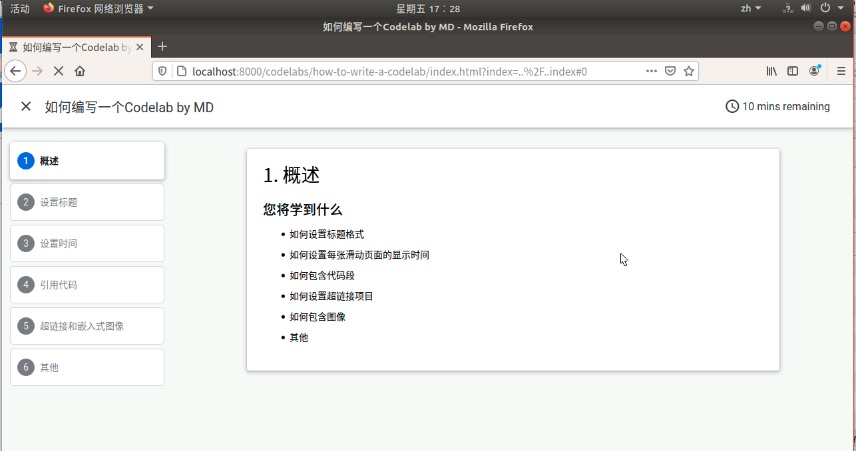 活动
Firefox 网络浏览器
星期五 17：28
zh
如何编写一个Codelab by MD - Mozilla Firefox
如何编写一个Codelab by
localhost:8000/codelabs/how-to-write-a-codelab/index.html?index=..%2F..index#0
如何编写一个Codelab by MD
10 mins remaining
1 概述
2 设置标题
3 设置时间
4 引用代码
5 超链接和嵌入式图像
6 其他
1. 概述
您将学到什么
如何设置标题格式
如何设置每张滑动页面的显示时间
如何包含代码段
如何设置超链接项目
如何包含图像
其他